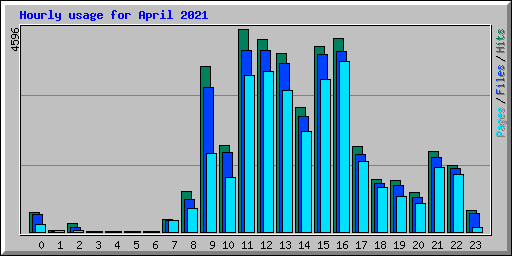 Hourly usage for April 2021
4596
Pages/Files/Hits
0 1 2 3 4 5 6 7 8 9 10 11 12 13 14 15 16 17 18 19 20 21 22 23